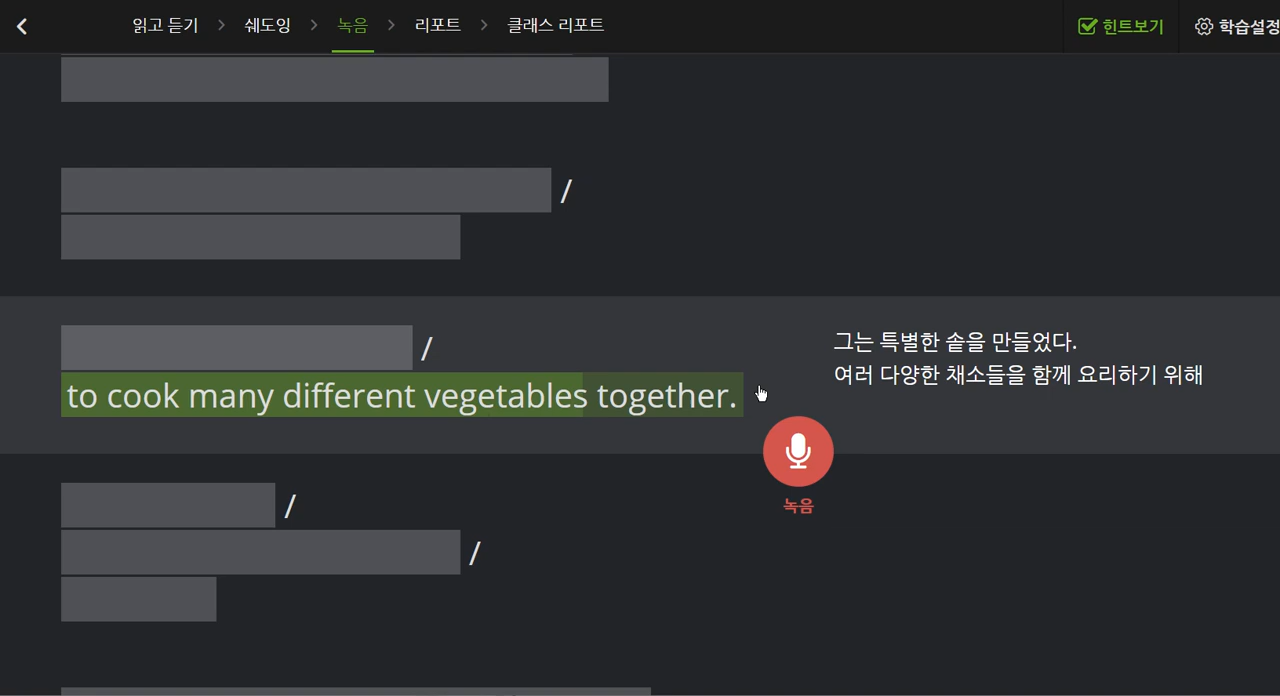 읽고 듣기 > 쉐도잉 > 녹음 > 리포트 > 클래스 리포트
힌트보기
학습설정
/
/
그는 특별한 솥을 만들었다.
to cook many different vegetables together.
여러 다양한 채소들을 함께 요리하기 위해
녹음
/
/